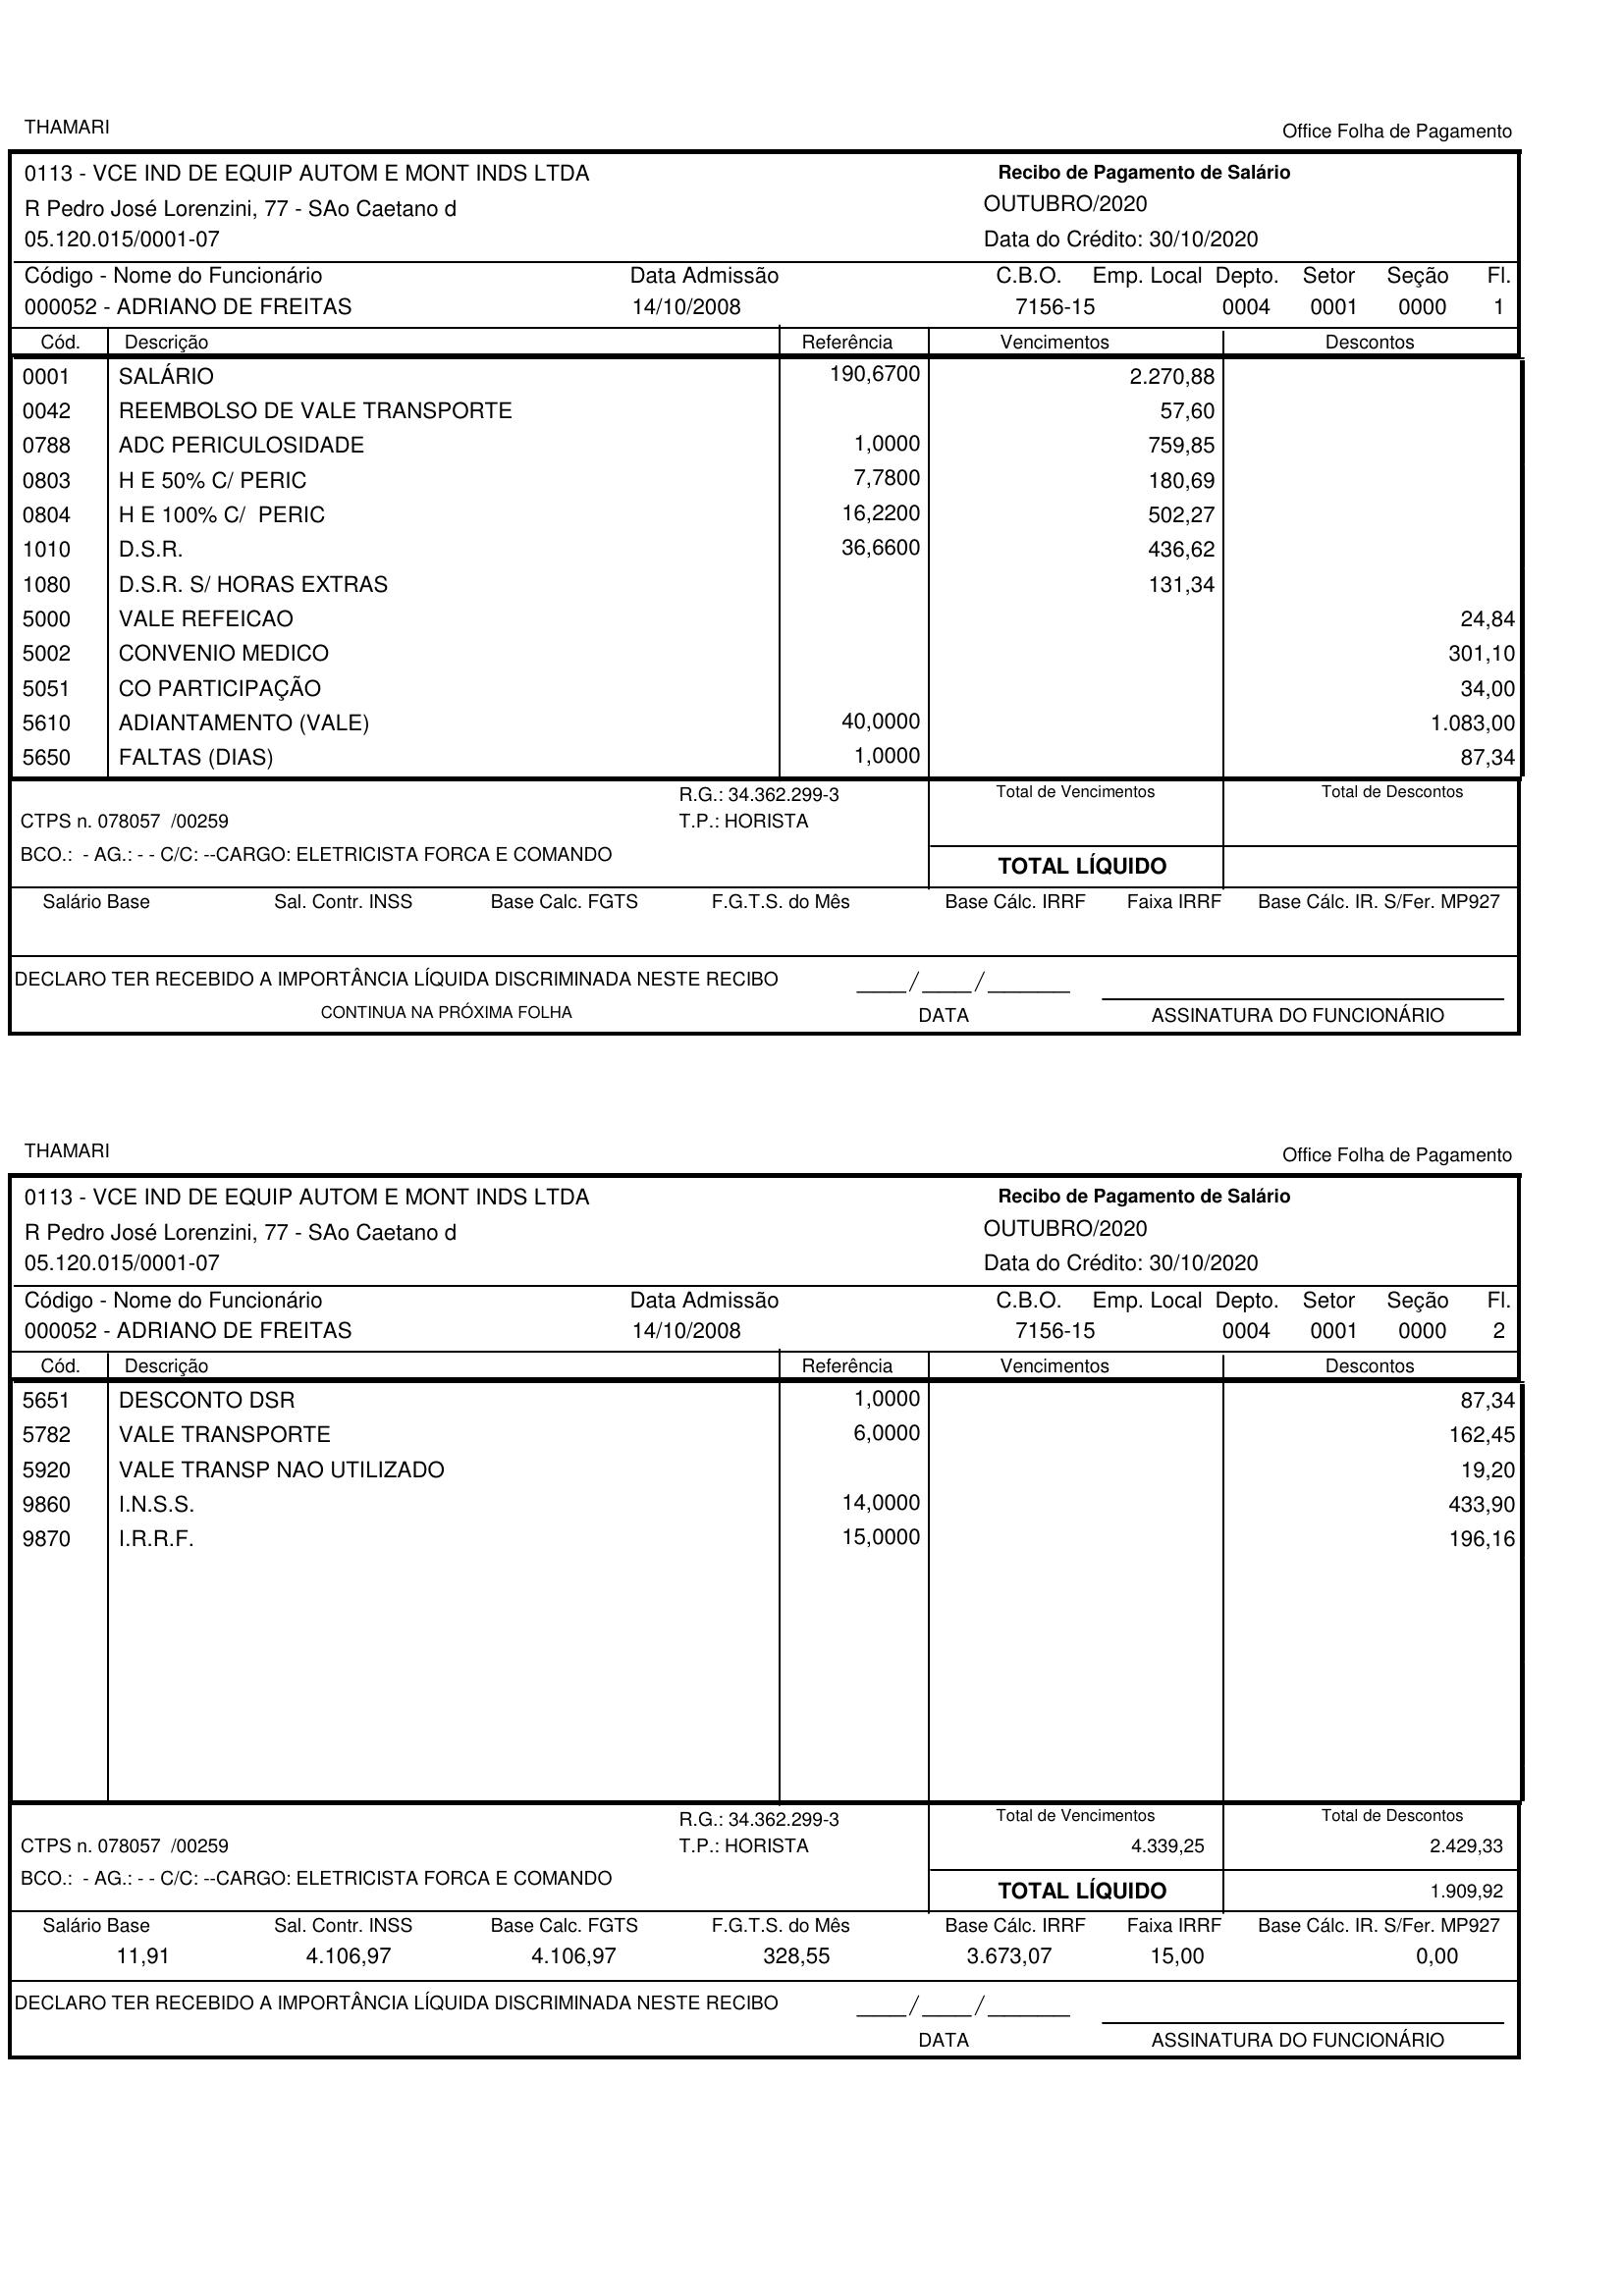 THAMARI
Office Folha de Pagamento
0113 - VCE IND DE EQUIP AUTOM E MONT INDS LTDA Recibo de Pagamento de Salário
R Pedro José Lorenzini, 77 - SAo Caetano d OUTUBRO/2020
05.120.015/0001-07 Data do Crédito: 30/10/2020
Código - Nome do Funcionário Data Admissão C.B.O. Emp. Local Depto. Setor Seção Fl.
000052 - ADRIANO DE FREITAS 14/10/2008 7156-15 0004 0001 0000 1
Cód. Descrição Referência Vencimentos Descontos
0001 SALÁRIO 190,6700 2.270,88
0042 REEMBOLSO DE VALE TRANSPORTE 57,60
0788 ADC PERICULOSIDADE 1,0000 759,85
0803 H E 50% C/ PERIC 7,7800 180,69
0804 H E 100% C/ PERIC 16,2200 502,27
1010 D.S.R. 36,6600 436,62
1080 D.S.R. S/ HORAS EXTRAS 131,34
5000 VALE REFEICAO 24,84
5002 CONVENIO MEDICO 301,10
5051 CO PARTICIPAÇÃO 34,00
5610 ADIANTAMENTO (VALE) 40,0000 1.083,00
5650 FALTAS (DIAS) 1,0000 87,34
R.G.: 34.362.299-3 Total de Vencimentos Total de Descontos
CTPS n. 078057 /00259 T.P.: HORISTA
BCO.: - AG.: - - C/C: --CARGO: ELETRICISTA FORCA E COMANDO TOTAL LÍQUIDO
Salário Base Sal. Contr. INSS Base Calc. FGTS F.G.T.S. do Mês Base Cálc. IRRF Faixa IRRF Base Cálc. IR. S/Fer. MP927
DECLARO TER RECEBIDO A IMPORTÂNCIA LÍQUIDA DISCRIMINADA NESTE RECIBO ____/____/______
CONTINUA NA PRÓXIMA FOLHA DATA ASSINATURA DO FUNCIONÁRIO
THAMARI
Office Folha de Pagamento
0113 - VCE IND DE EQUIP AUTOM E MONT INDS LTDA Recibo de Pagamento de Salário
R Pedro José Lorenzini, 77 - SAo Caetano d OUTUBRO/2020
05.120.015/0001-07 Data do Crédito: 30/10/2020
Código - Nome do Funcionário Data Admissão C.B.O. Emp. Local Depto. Setor Seção Fl.
000052 - ADRIANO DE FREITAS 14/10/2008 7156-15 0004 0001 0000 2
Cód. Descrição Referência Vencimentos Descontos
5651 DESCONTO DSR 1,0000 87,34
5782 VALE TRANSPORTE 6,0000 162,45
5920 VALE TRANSP NAO UTILIZADO 19,20
9860 I.N.S.S. 14,0000 433,90
9870 I.R.R.F. 15,0000 196,16
R.G.: 34.362.299-3 Total de Vencimentos Total de Descontos
CTPS n. 078057 /00259 T.P.: HORISTA 4.339,25 2.429,33
BCO.: - AG.: - - C/C: --CARGO: ELETRICISTA FORCA E COMANDO TOTAL LÍQUIDO 1.909,92
Salário Base Sal. Contr. INSS Base Calc. FGTS F.G.T.S. do Mês Base Cálc. IRRF Faixa IRRF Base Cálc. IR. S/Fer. MP927
11,91 4.106,97 4.106,97 328,55 3.673,07 15,00 0,00
DECLARO TER RECEBIDO A IMPORTÂNCIA LÍQUIDA DISCRIMINADA NESTE RECIBO ____/____/______
DATA ASSINATURA DO FUNCIONÁRIO